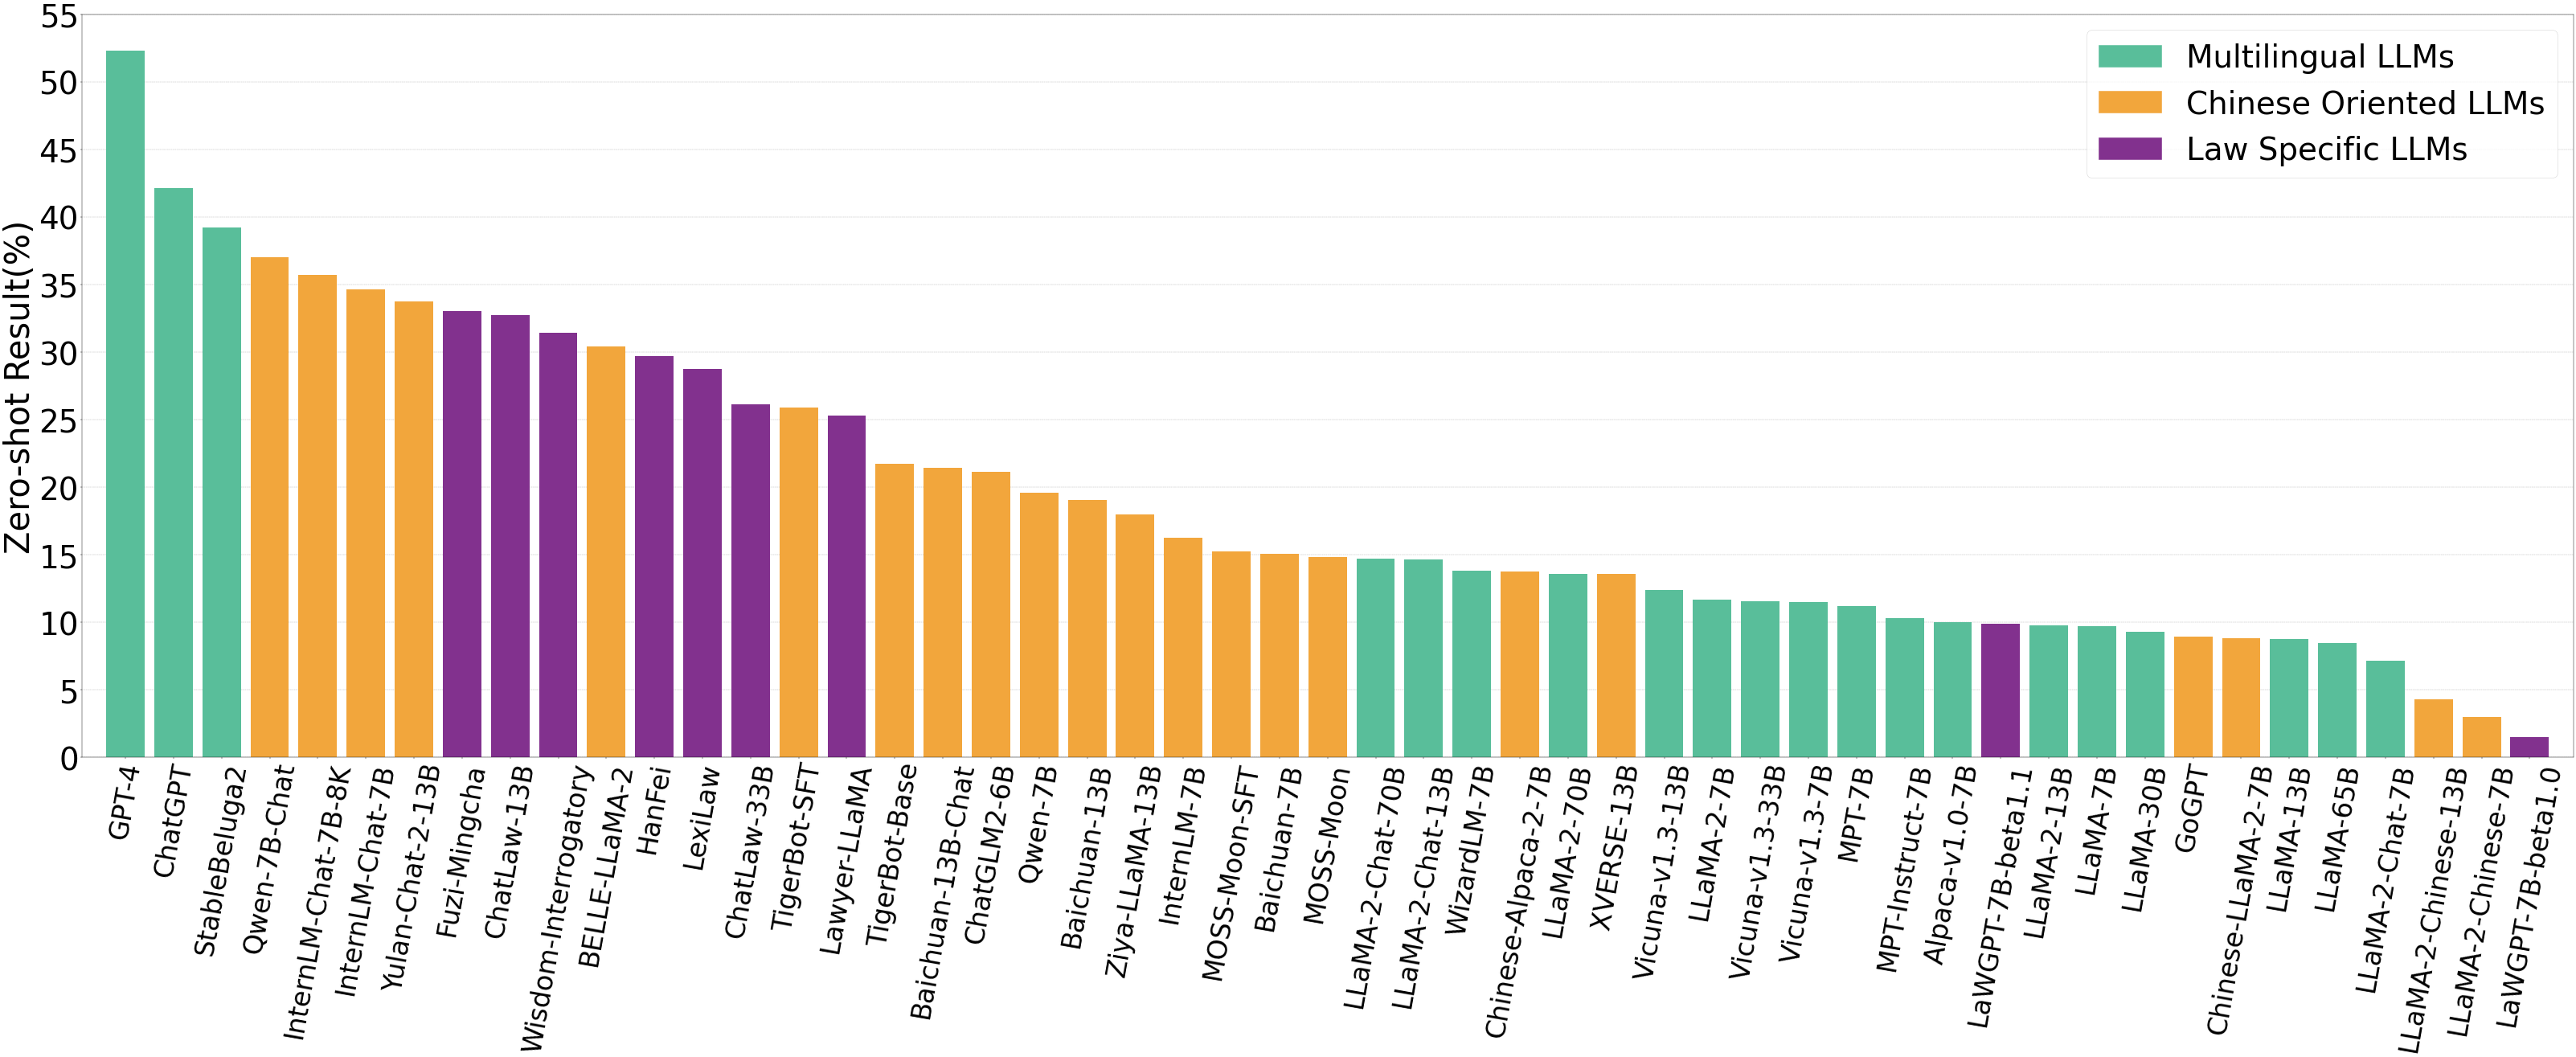 Zero-shot Result(%)
55
50
45
40
35
30
25
20
15
10
5
0
Multilingual LLMs
Chinese Oriented LLMs
Law Specific LLMs
GPT-4
ChatGPT
StableBeluga2
Qwen-7B-Chat
InternLM-Chat-7B-8K
InternLM-Chat-7B
Yulan-Chat-2-13B
Fuzi-Mingcha
ChatLaw-13B
Wisdom-Interrogatory
BELLE-LLaMA-2
HanFei
LexiLaw
ChatLaw-33B
TigerBot-SFT
Lawyer-LLaMA
TigerBot-Base
Baichuan-13B-Chat
ChatGLM2-6B
Qwen-7B
Baichuan-13B
Ziya-LLaMA-13B
InternLM-7B
MOSS-Moon-SFT
Baichuan-7B
MOSS-Moon
LLaMA-2-Chat-70B
LLaMA-2-Chat-13B
WizardLM-7B
Chinese-Alpaca-2-7B
LLaMA-2-70B
XVERSE-13B
Vicuna-v1.3-13B
LLaMA-2-7B
Vicuna-v1.3-33B
Vicuna-v1.3-7B
MPT-7B
MPT-Instruct-7B
Alpaca-v1.0-7B
LaWGPT-7B-beta1.1
LLaMA-2-13B
LLaMA-7B
LLaMA-30B
GoGPT
Chinese-LLaMA-2-7B
LLaMA-13B
LLaMA-65B
LLaMA-2-Chat-7B
LLaMA-2-Chinese-13B
LLaMA-2-Chinese-7B
LaWGPT-7B-beta1.0